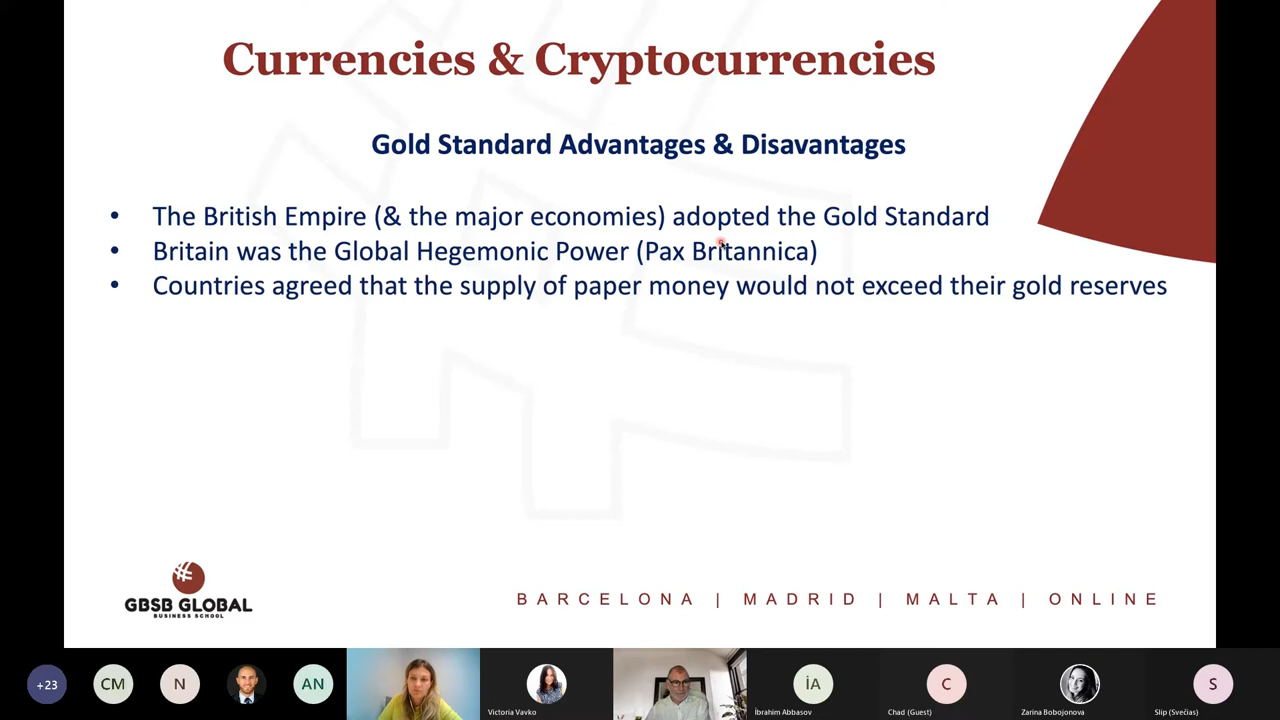 Currencies & Cryptocurrencies
Gold Standard Advantages & Disavantages
• The British Empire (& the major economies) adopted the Gold Standard
• Britain was the Global Hegemonic Power (Pax Britannica)
• Countries agreed that the supply of paper money would not exceed their gold reserves
GBSB GLOBAL
BUSINESS SCHOOL
BARCELONA | MADRID | MALTA | ONLINE
+23
CM
N
AN
Victoria Vavko
İA
İbrahim Abbasov
C
Chad (Guest)
Zarina Bobojonova
S
Slip (Svečias)